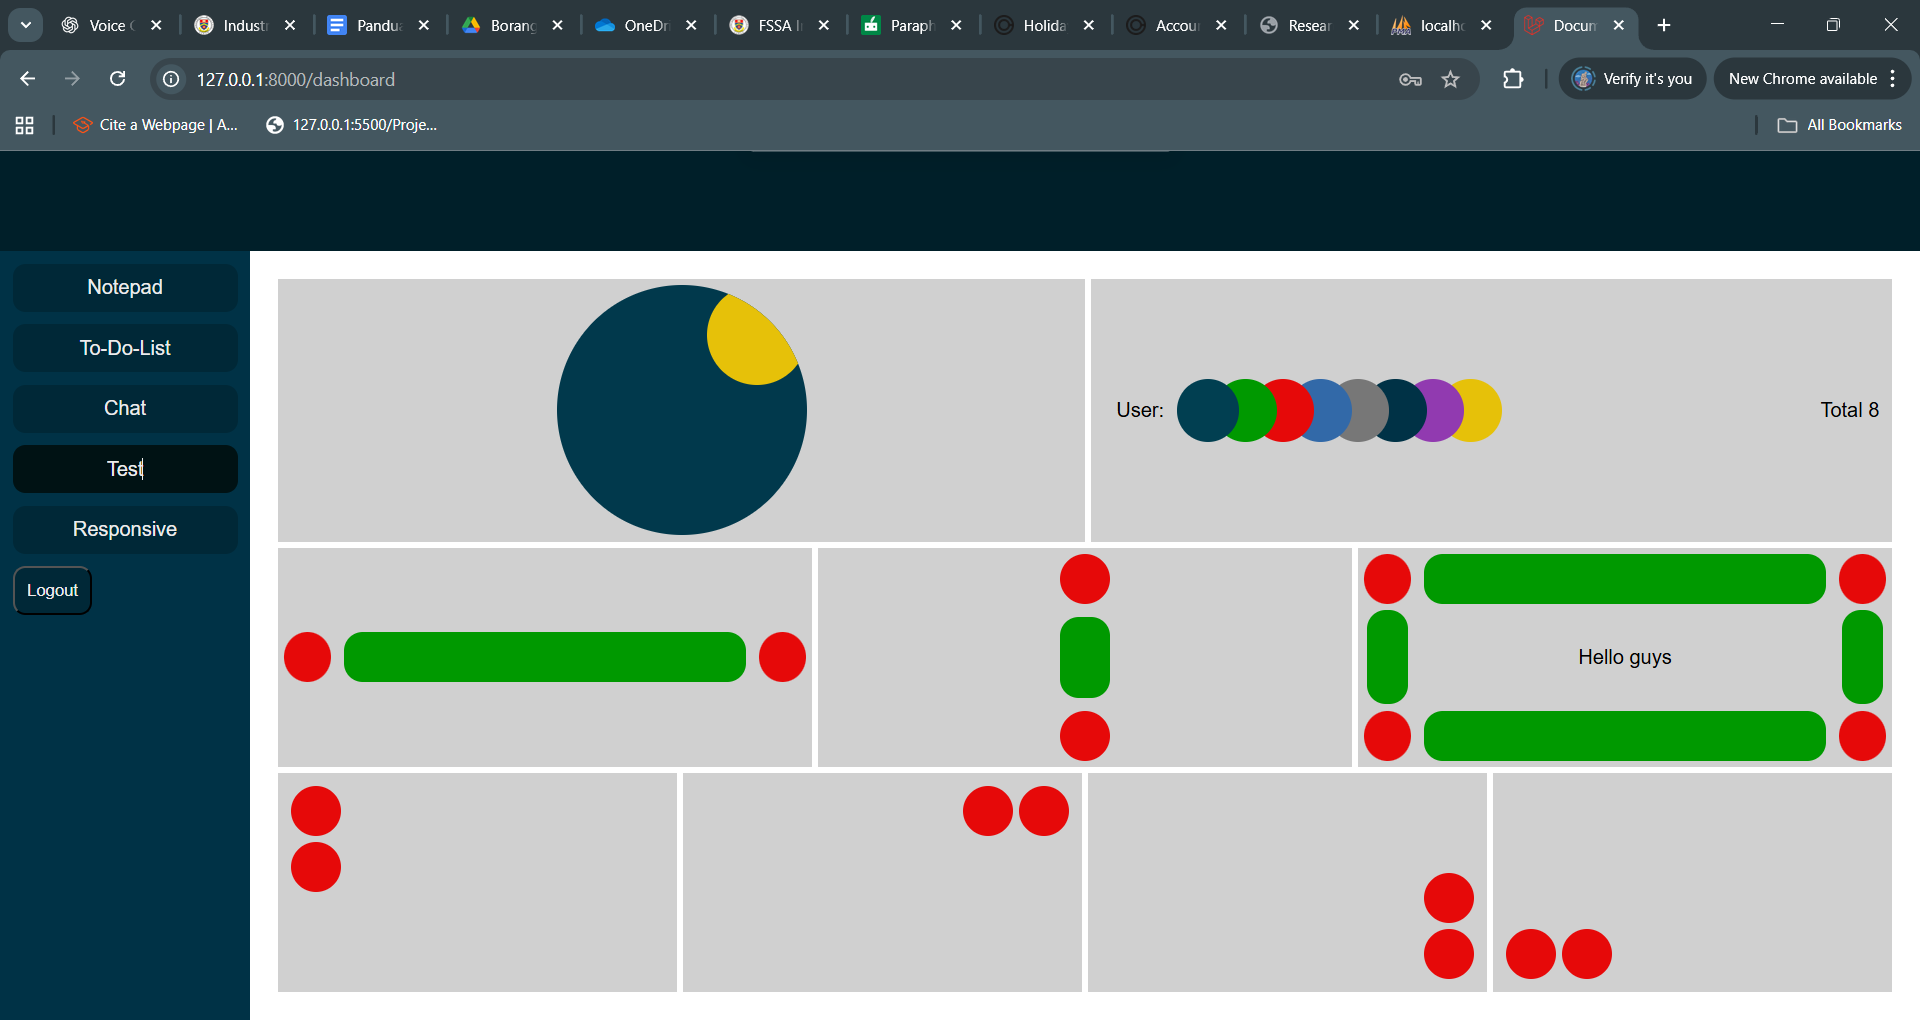 Voice
Industr
Pandua
Borang
OneDri
FSSA I
Paraph
Holida
Accou
Resear
localho
Docum
127.0.0.1:8000/dashboard
Verify it's you
New Chrome available
Cite a Webpage | A...
127.0.0.1:5500/Proje...
All Bookmarks
Notepad
To-Do-List
Chat
Test
Responsive
Logout
User:
Total 8
Hello guys